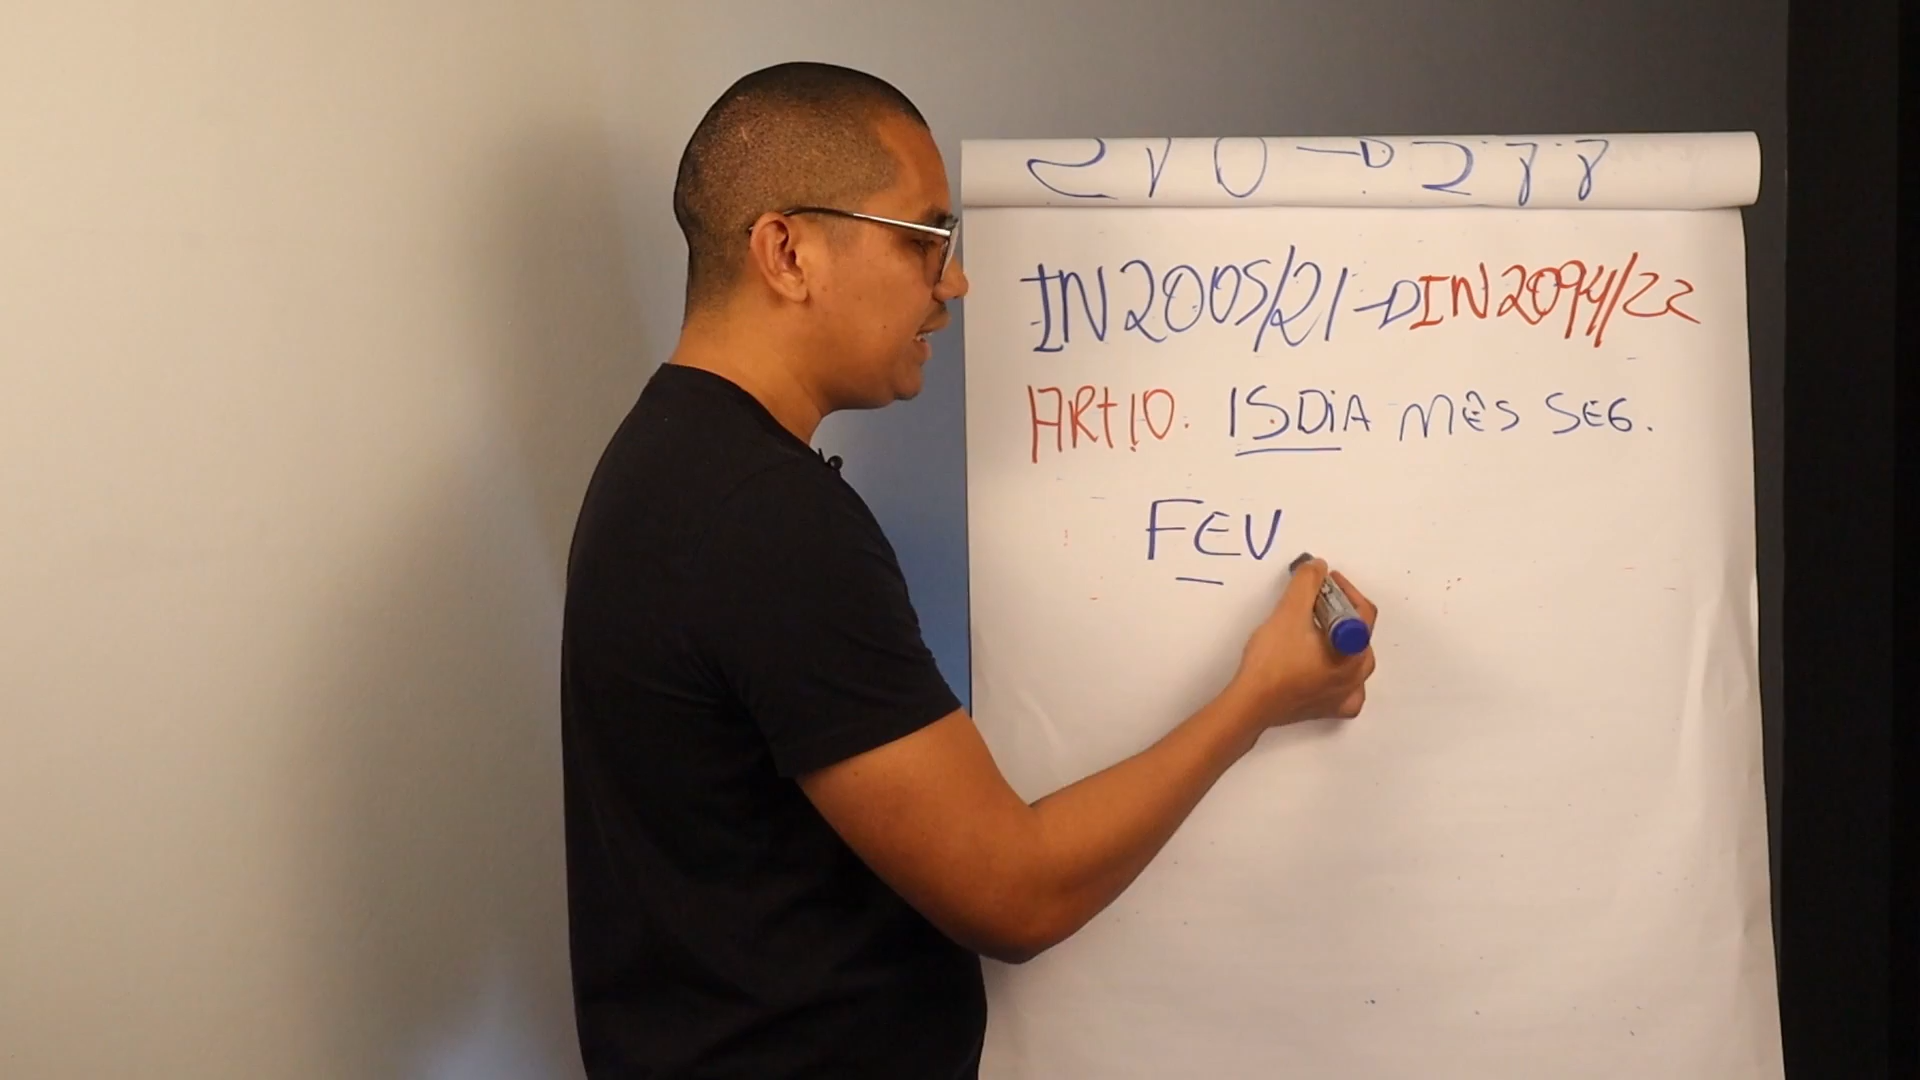 IN 2005/21 → IN 2094/22
ART 10. 15 DiA MÊS SEG.
FEV